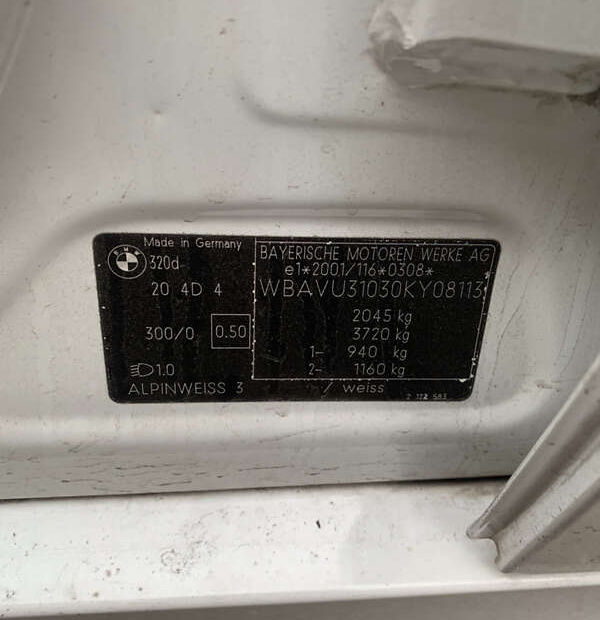 BMW
Made in Germany
320d
20 4D 4
300/0 0.50
1.0
ALPINWEISS 3 / weiss
BAYERISCHE MOTOREN WERKE AG
e1*2001/116*0308*
WBAVU31030KY08113
2045 kg
3720 kg
1- 940 kg
2- 1160 kg